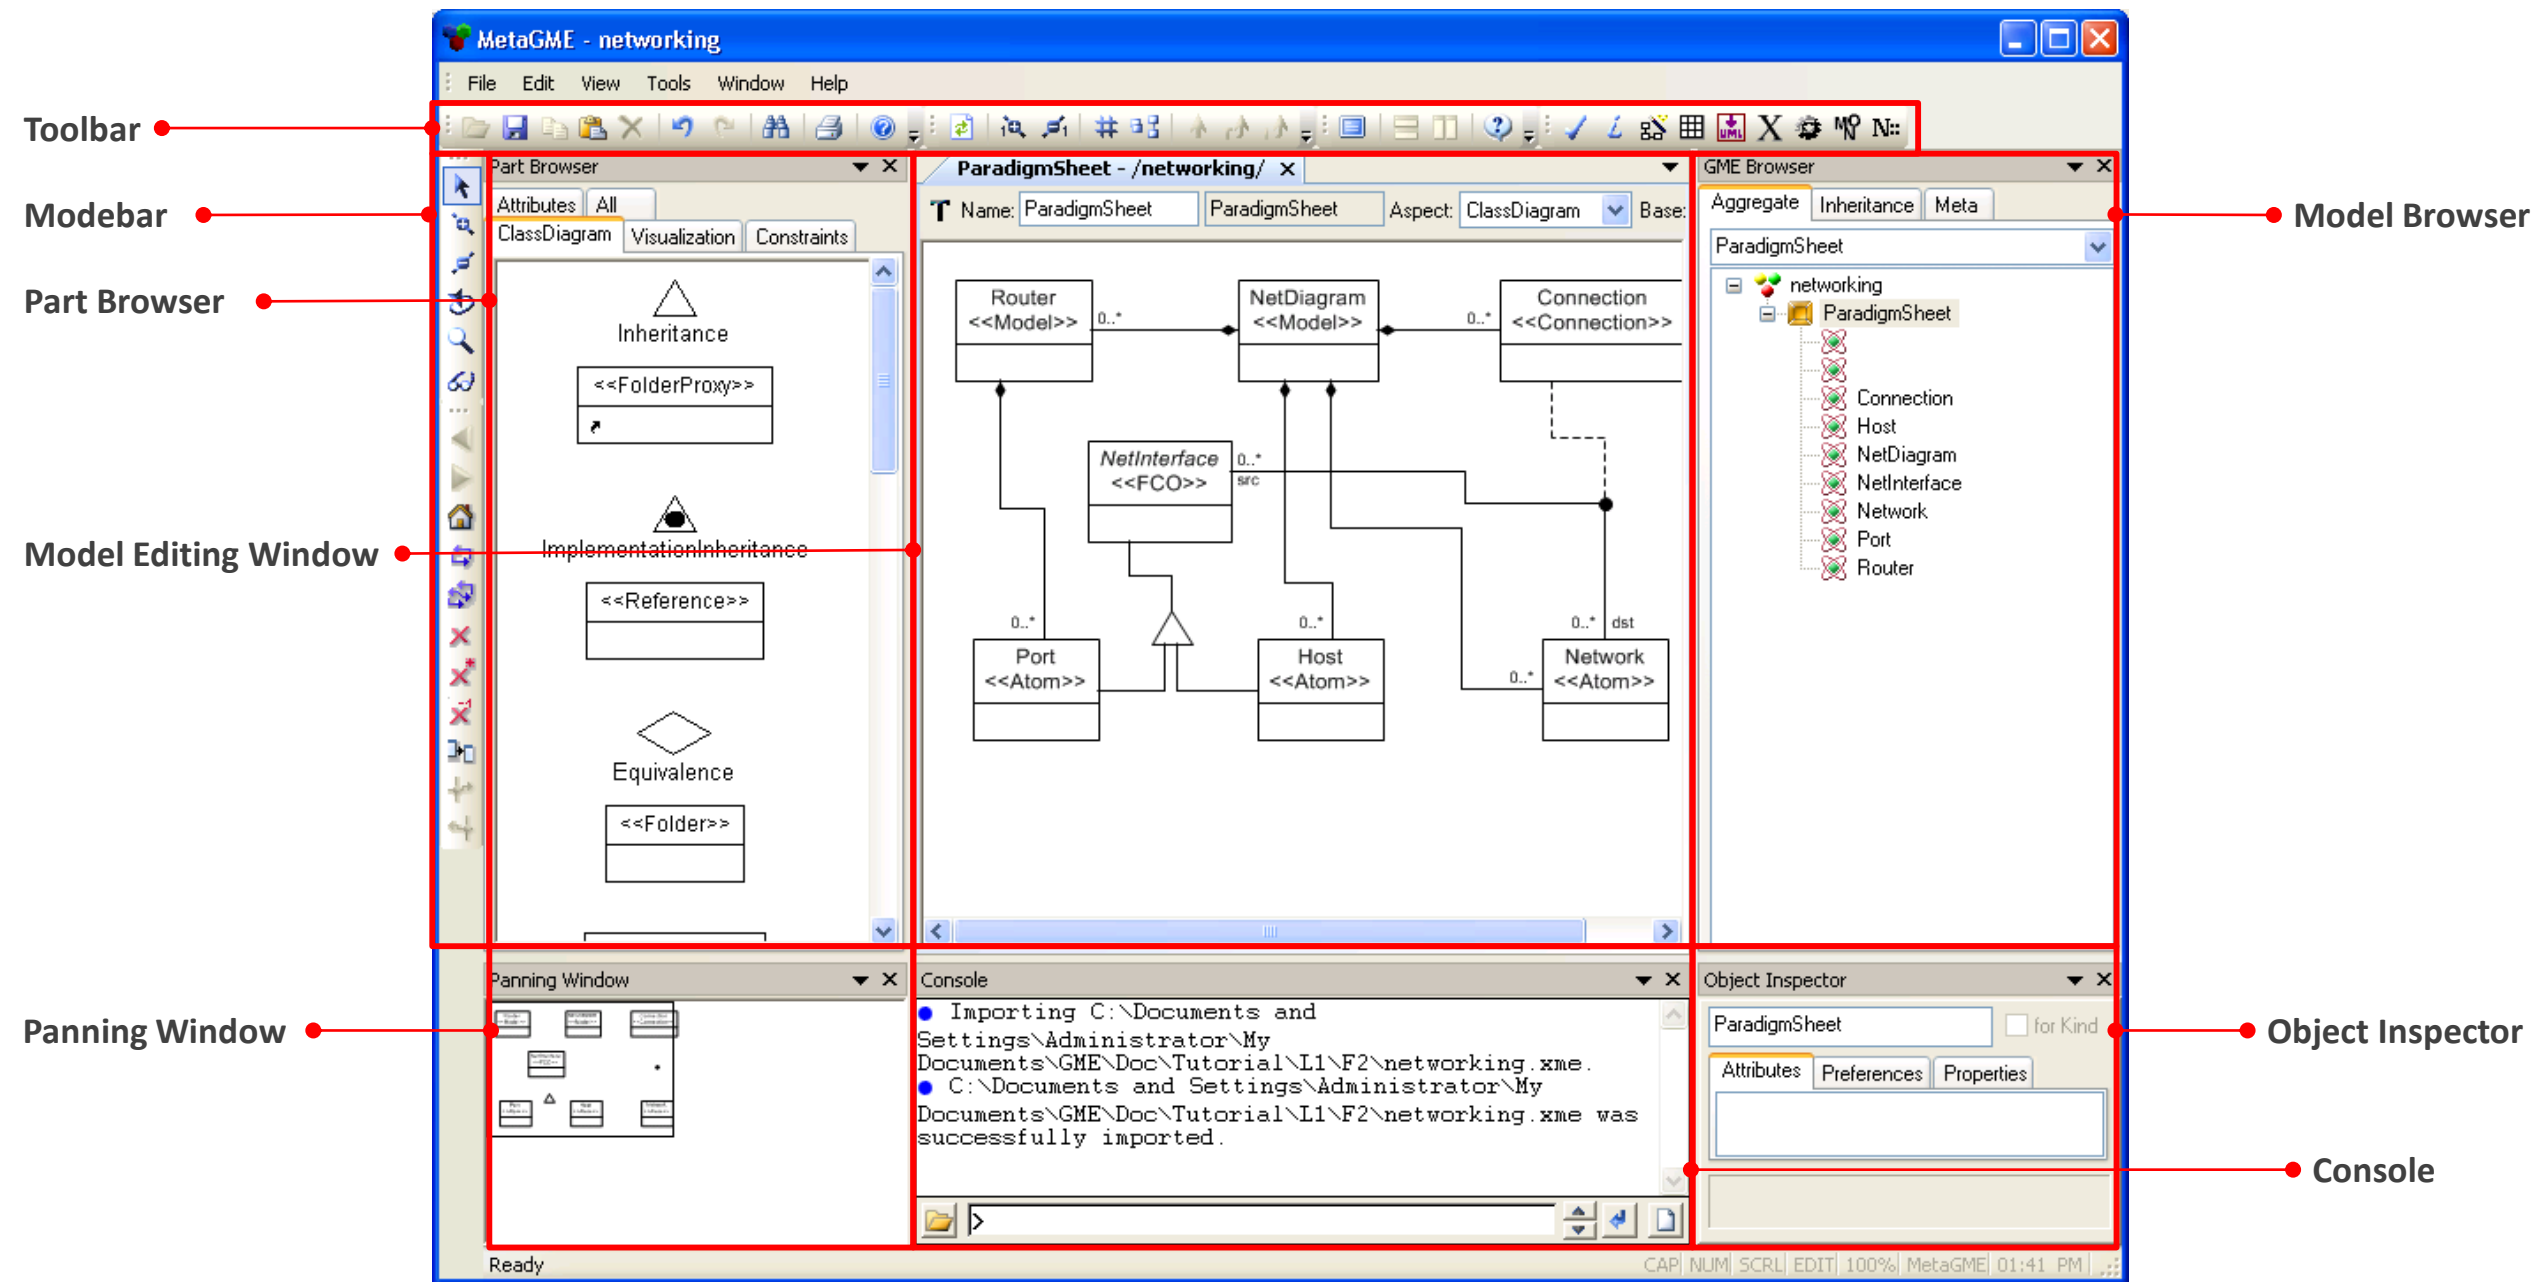 MetaGME - networking
File Edit View Tools Window Help
Toolbar
Modebar
Part Browser
Model Editing Window
Panning Window
Part Browser
Attributes All
ClassDiagram Visualization Constraints
Inheritance
<<FolderProxy>>
ImplementationInheritance
<<Reference>>
Equivalence
<<Folder>>
ParadigmSheet - /networking/
Name: ParadigmSheet ParadigmSheet Aspect: ClassDiagram Base:
Router
<<Model>>
0..*
NetDiagram
<<Model>>
0..*
Connection
<<Connection>>
NetInterface
<<FCO>>
0..*
src
0..*
Port
<<Atom>>
0..*
Host
<<Atom>>
0..*
0..* dst
Network
<<Atom>>
GME Browser
Aggregate Inheritance Meta
ParadigmSheet
networking
ParadigmSheet
Connection
Host
NetDiagram
NetInterface
Network
Port
Router
Model Browser
Panning Window
Console
Importing C:\Documents and
Settings\Administrator\My
Documents\GME\Doc\Tutorial\L1\F2\networking.xme.
C:\Documents and Settings\Administrator\My
Documents\GME\Doc\Tutorial\L1\F2\networking.xme was
successfully imported.
>
Object Inspector
ParadigmSheet for Kind
Attributes Preferences Properties
Object Inspector
Console
Ready
CAP NUM SCRL EDIT 100% MetaGME 01:41 PM